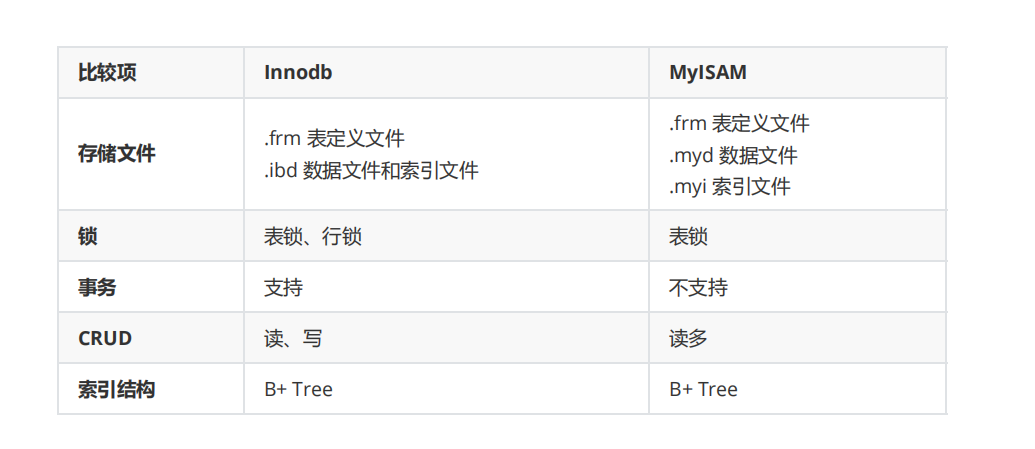 比较项 Innodb MyISAM
存储文件
.frm 表定义文件
.ibd 数据文件和索引文件
.frm 表定义文件
.myd 数据文件
.myi 索引文件
锁 表锁、行锁 表锁
事务 支持 不支持
CRUD 读、写 读多
索引结构 B+ Tree B+ Tree